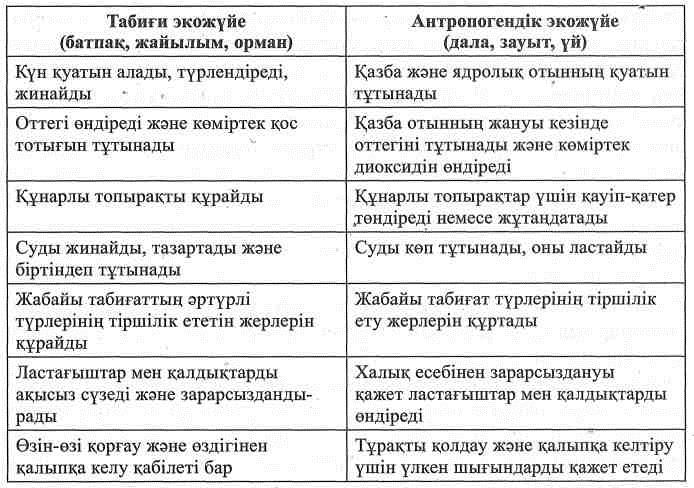 Табиғи экожүйе
(батпақ, жайылым, орман)
Антропогендік экожүйе
(дала, зауыт, үй)
Күн қуатын алады, түрлендіреді,
жинайды
Қазба және ядролық отынның қуатын
тұтынады
Оттегі өндіреді және көміртек қос
тотығын тұтынады
Қазба отынның жануы кезінде
оттегіні тұтынады және көміртек
диоксидін өндіреді
Құнарлы топырақты құрайды
Құнарлы топырақтар үшін қауіп-қатер
төндіреді немесе жұтаңдатады
Суды жинайды, тазартады және
біртіндеп тұтынады
Суды көп тұтынады, оны ластайды
Жабайы табиғаттың әртүрлі
түрлерінің тіршілік ететін жерлерін
құрайды
Жабайы табиғат түрлерінің тіршілік
ету жерлерін құртады
Ластағыштар мен қалдықтарды
ақысыз сүзеді және зарарсызданды-
рады
Халық есебінен зарарсыздануы
қажет ластағыштар мен қалдықтарды
өндіреді
Өзін-өзі қорғау және өздігінен
қалыпқа келу қабілеті бар
Тұрақты қолдау және қалыпқа келтіру
үшін үлкен шығындарды қажет етеді